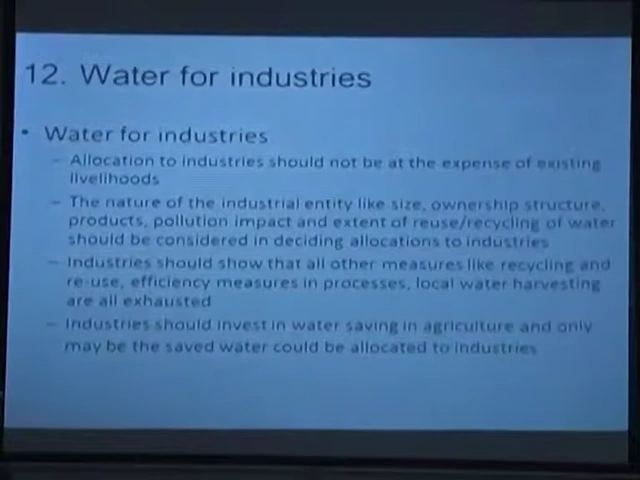 12. Water for industries
• Water for industries
– Allocation to industries should not be at the expense of existing
livelihoods
– The nature of the industrial entity like size, ownership structure,
products, pollution impact and extent of reuse/recycling of water
should be considered in deciding allocations to industries
– Industries should show that all other measures like recycling and
re-use, efficiency measures in processes, local water harvesting
are all exhausted
– Industries should invest in water saving in agriculture and only
may be the saved water could be allocated to industries